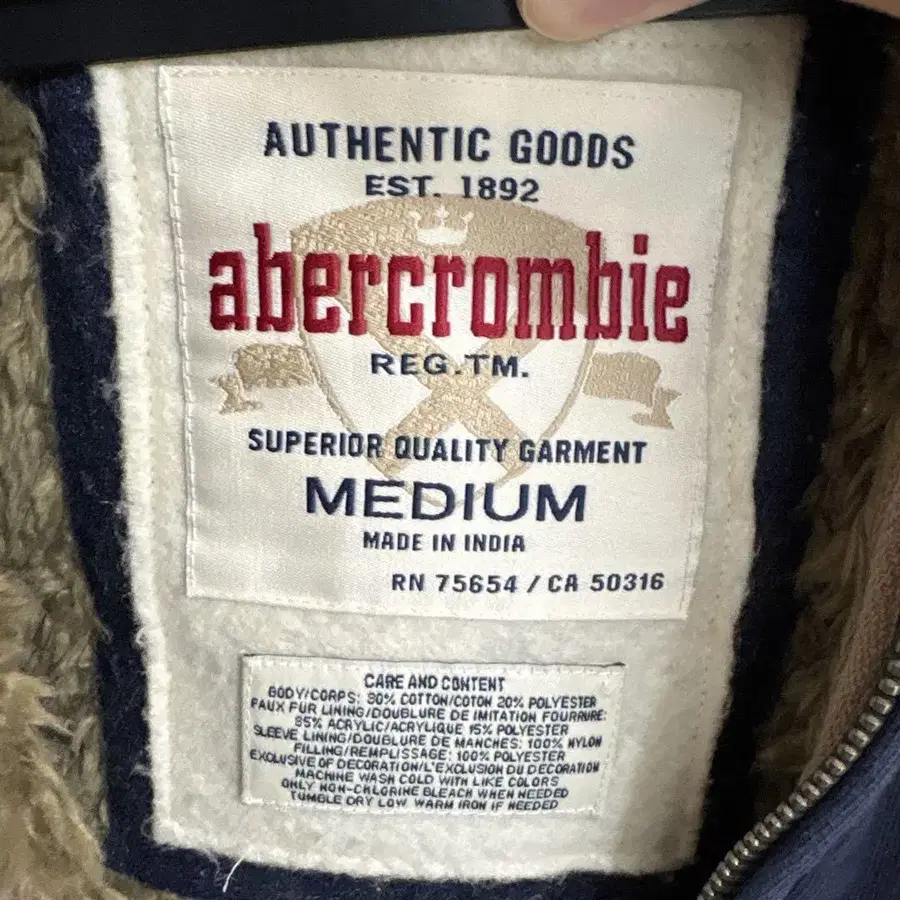 AUTHENTIC GOODS
EST. 1892
abercrombie
REG.TM.
SUPERIOR QUALITY GARMENT
MEDIUM
MADE IN INDIA
RN 75654 / CA 50316
CARE AND CONTENT
BODY/CORPS: 80% COTTON/COTON 20% POLYESTER
FAUX FUR LINING/DOUBLURE DE IMITATION FOURRURE:
85% ACRYLIC/ACRYLIQUE 15% POLYESTER
SLEEVE LINING/DOUBLURE DE MANCHES: 100% NYLON
FILLING/REMPLISSAGE: 100% POLYESTER
EXCLUSIVE OF DECORATION/L'EXCLUSION DU DECORATION
MACHINE WASH COLD WITH LIKE COLORS
ONLY NON-CHLORINE BLEACH WHEN NEEDED
TUMBLE DRY LOW WARM IRON IF NEEDED